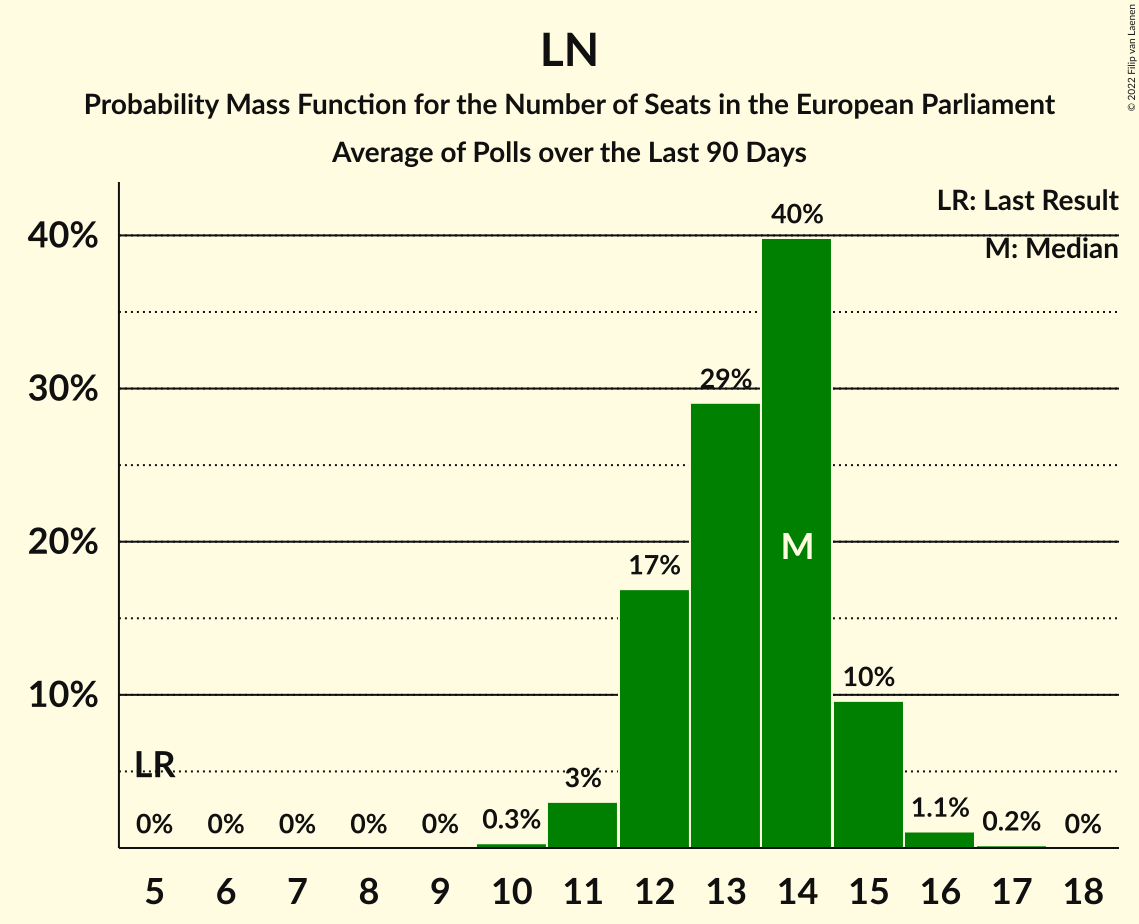 LN
Probability Mass Function for the Number of Seats in the European Parliament
Average of Polls over the Last 90 Days
© 2022 Filip van Laenen
LR: Last Result
M: Median
40%
30%
20%
10%
LR
0%
0%
0%
0%
0%
0.3%
3%
17%
29%
40%
M
10%
1.1%
0.2%
0%
5 6 7 8 9 10 11 12 13 14 15 16 17 18